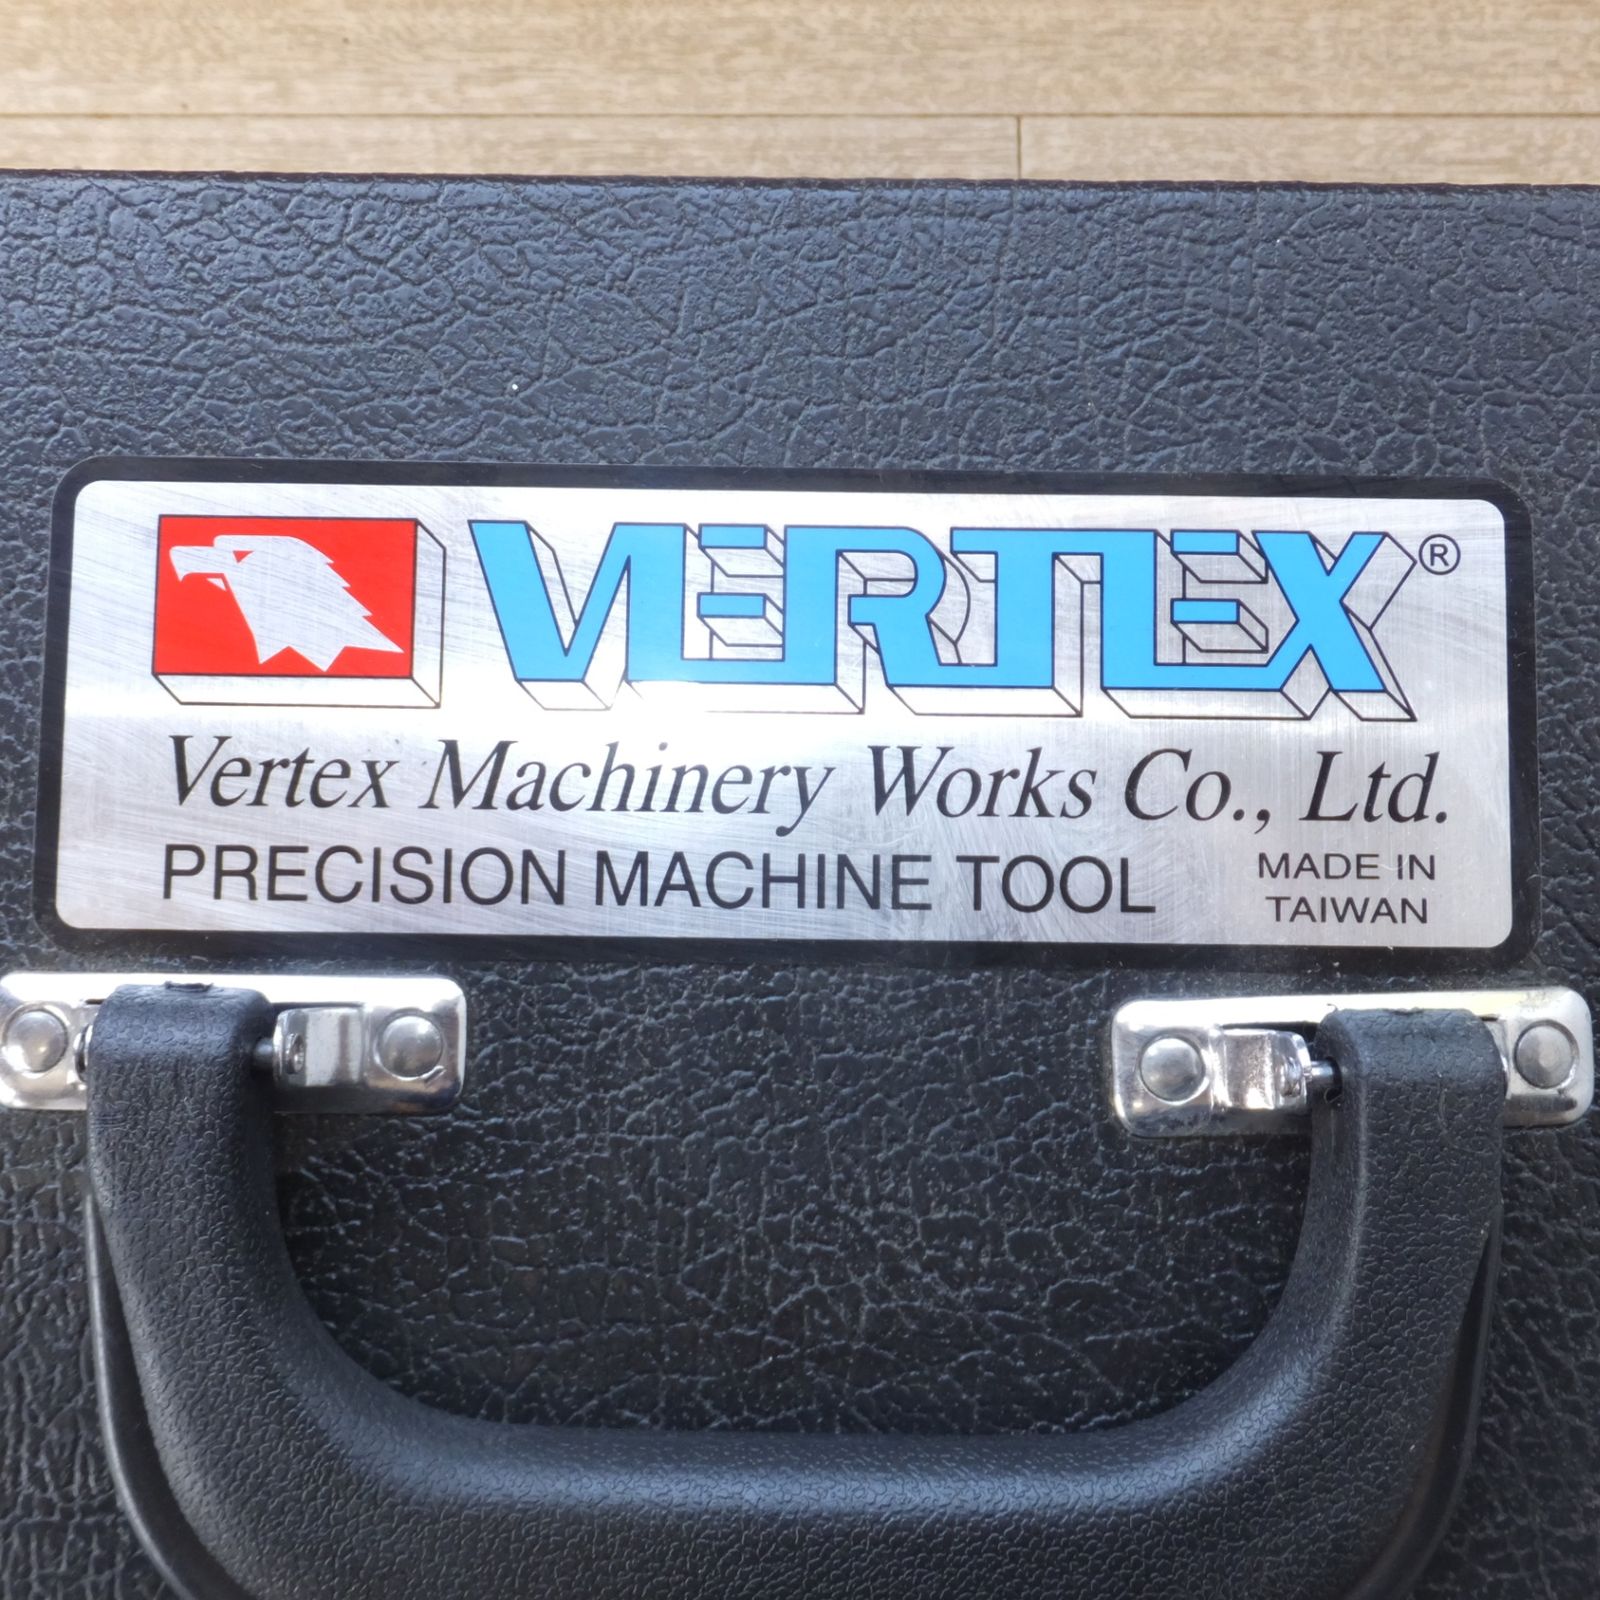 VERTEX®
Vertex Machinery Works Co., Ltd.
PRECISION MACHINE TOOL
MADE IN
TAIWAN